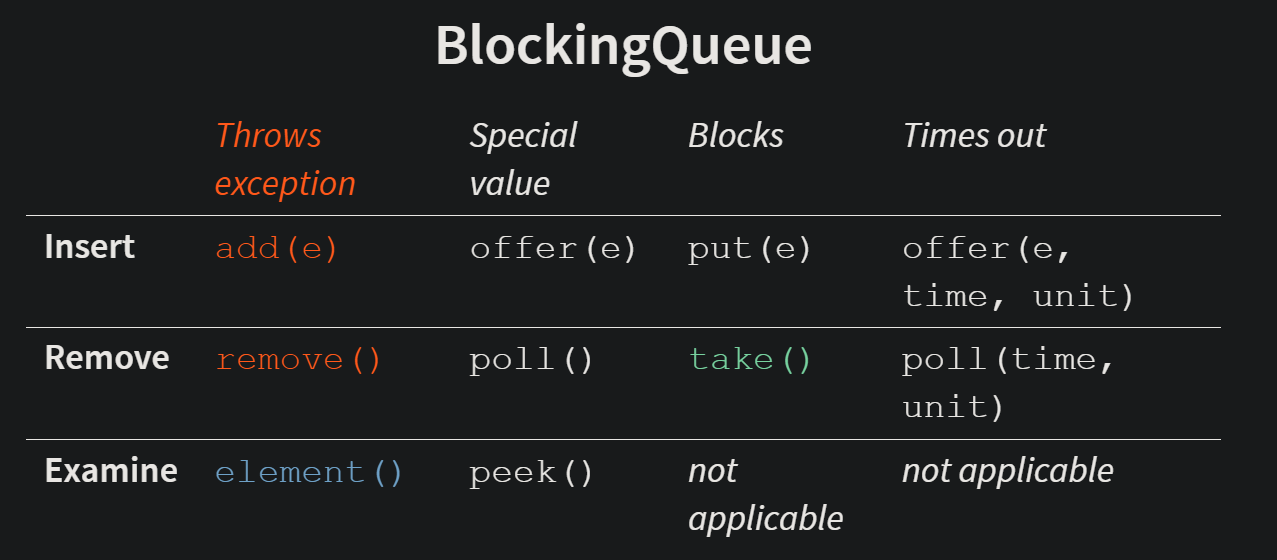 BlockingQueue
Throws Special Blocks Times out
exception value
Insert add(e) offer(e) put(e) offer(e,
time, unit)
Remove remove() poll() take() poll(time,
unit)
Examine element() peek() not not applicable
applicable